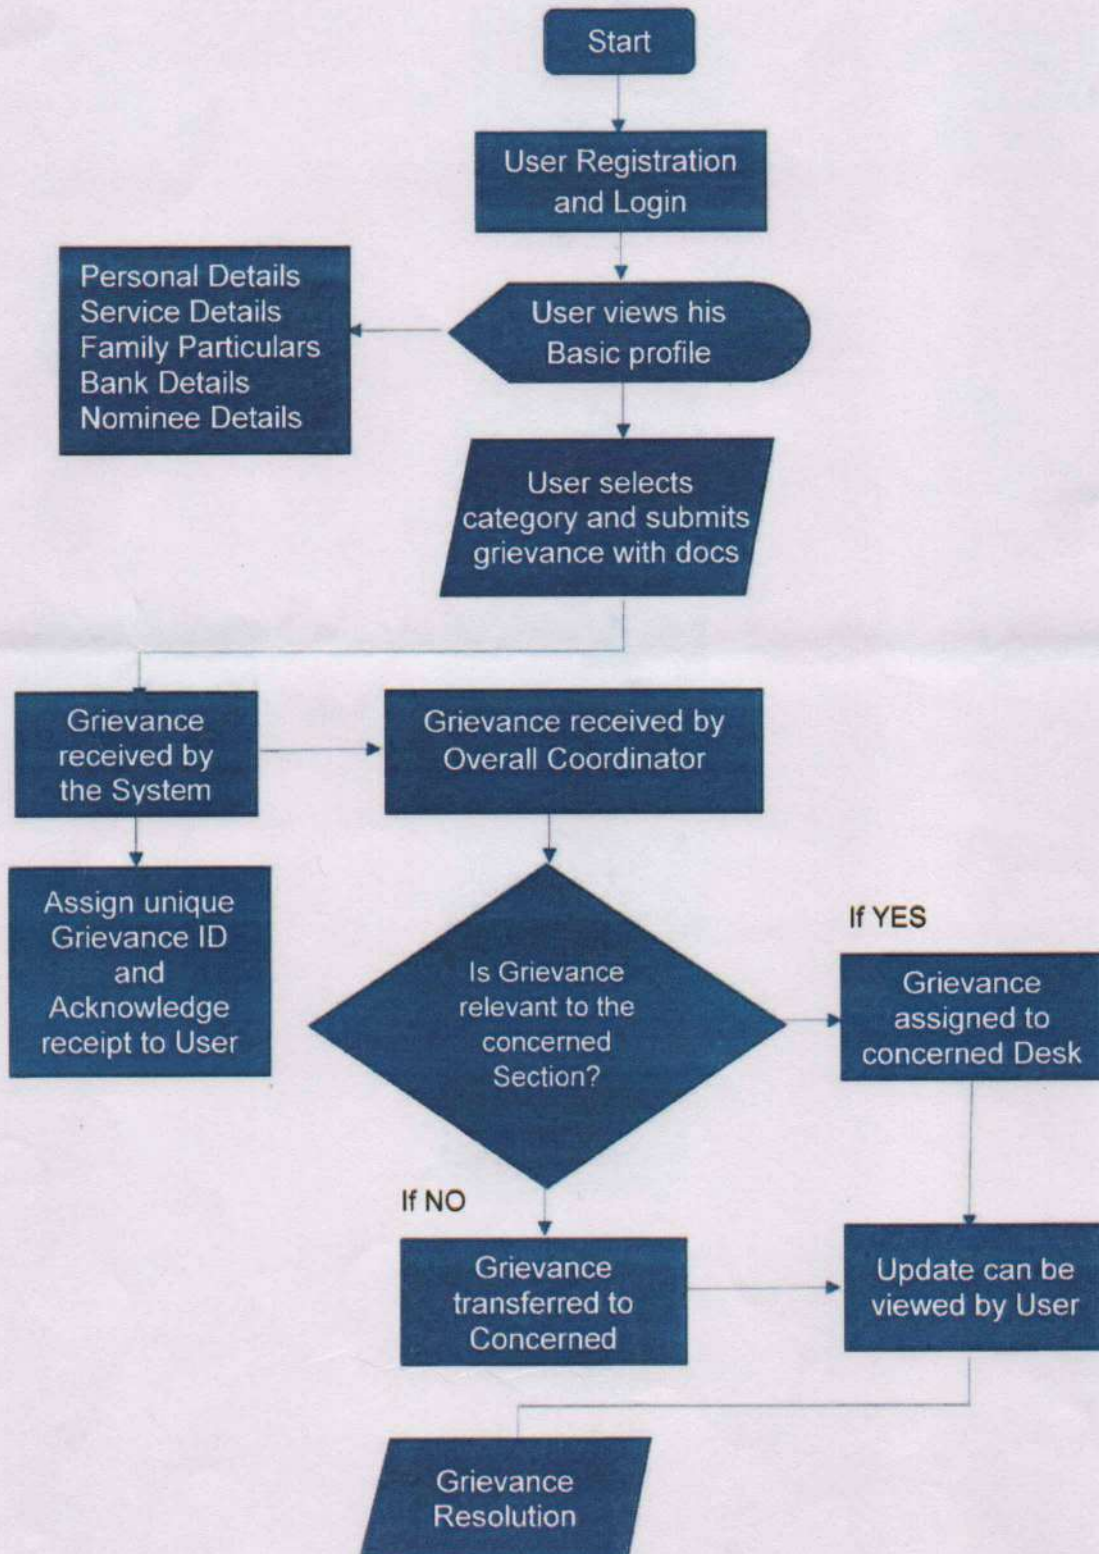 Start
User Registration
and Login
Personal Details
Service Details
Family Particulars
Bank Details
Nominee Details
User views his
Basic profile
User selects
category and submits
grievance with docs
Grievance
received by
the System
Grievance received by
Overall Coordinator
Assign unique
Grievance ID
and
Acknowledge
receipt to User
Is Grievance
relevant to the
concerned
Section?
If YES
Grievance
assigned to
concerned Desk
If NO
Grievance
transferred to
Concerned
Update can be
viewed by User
Grievance
Resolution